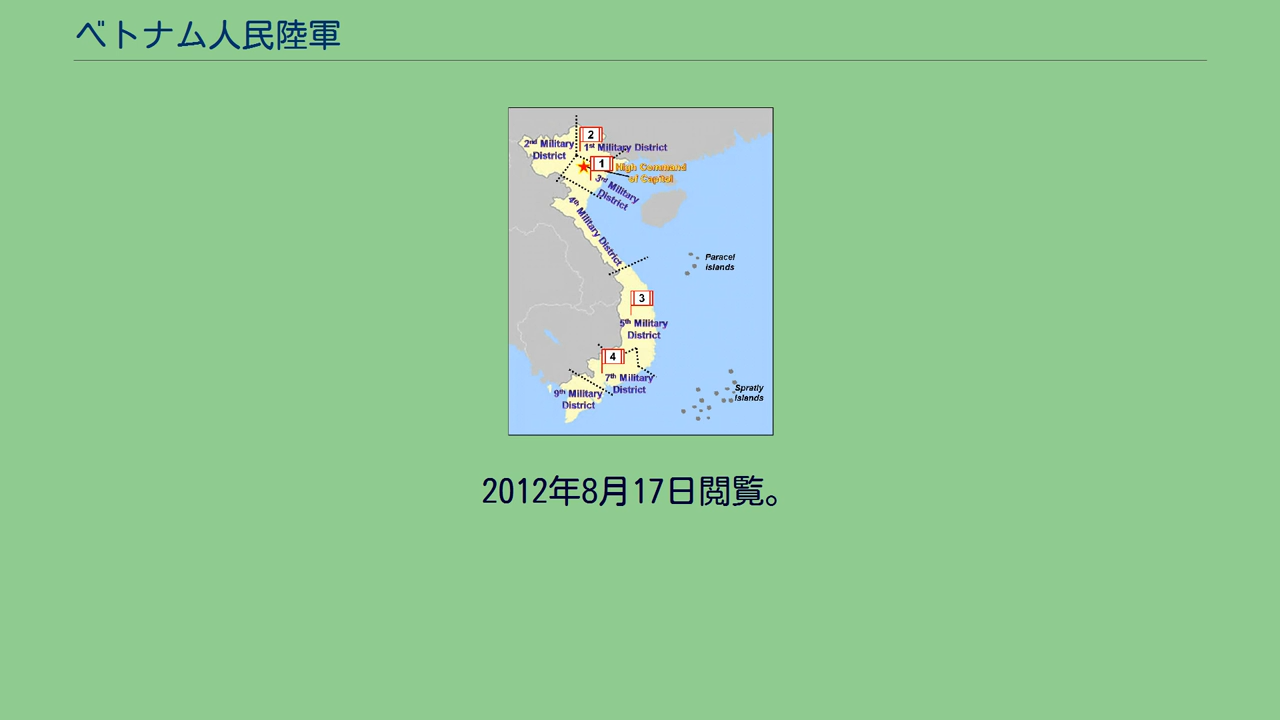 ベトナム人民陸軍
2
2nd Military
District
1st Military District
1
High Command
of Capitol
3rd Military
District
4th Military District
Paracel
islands
3
5th Military
District
4
7th Military
District
9th Military
District
Spratly
Islands
2012年8月17日閲覧。